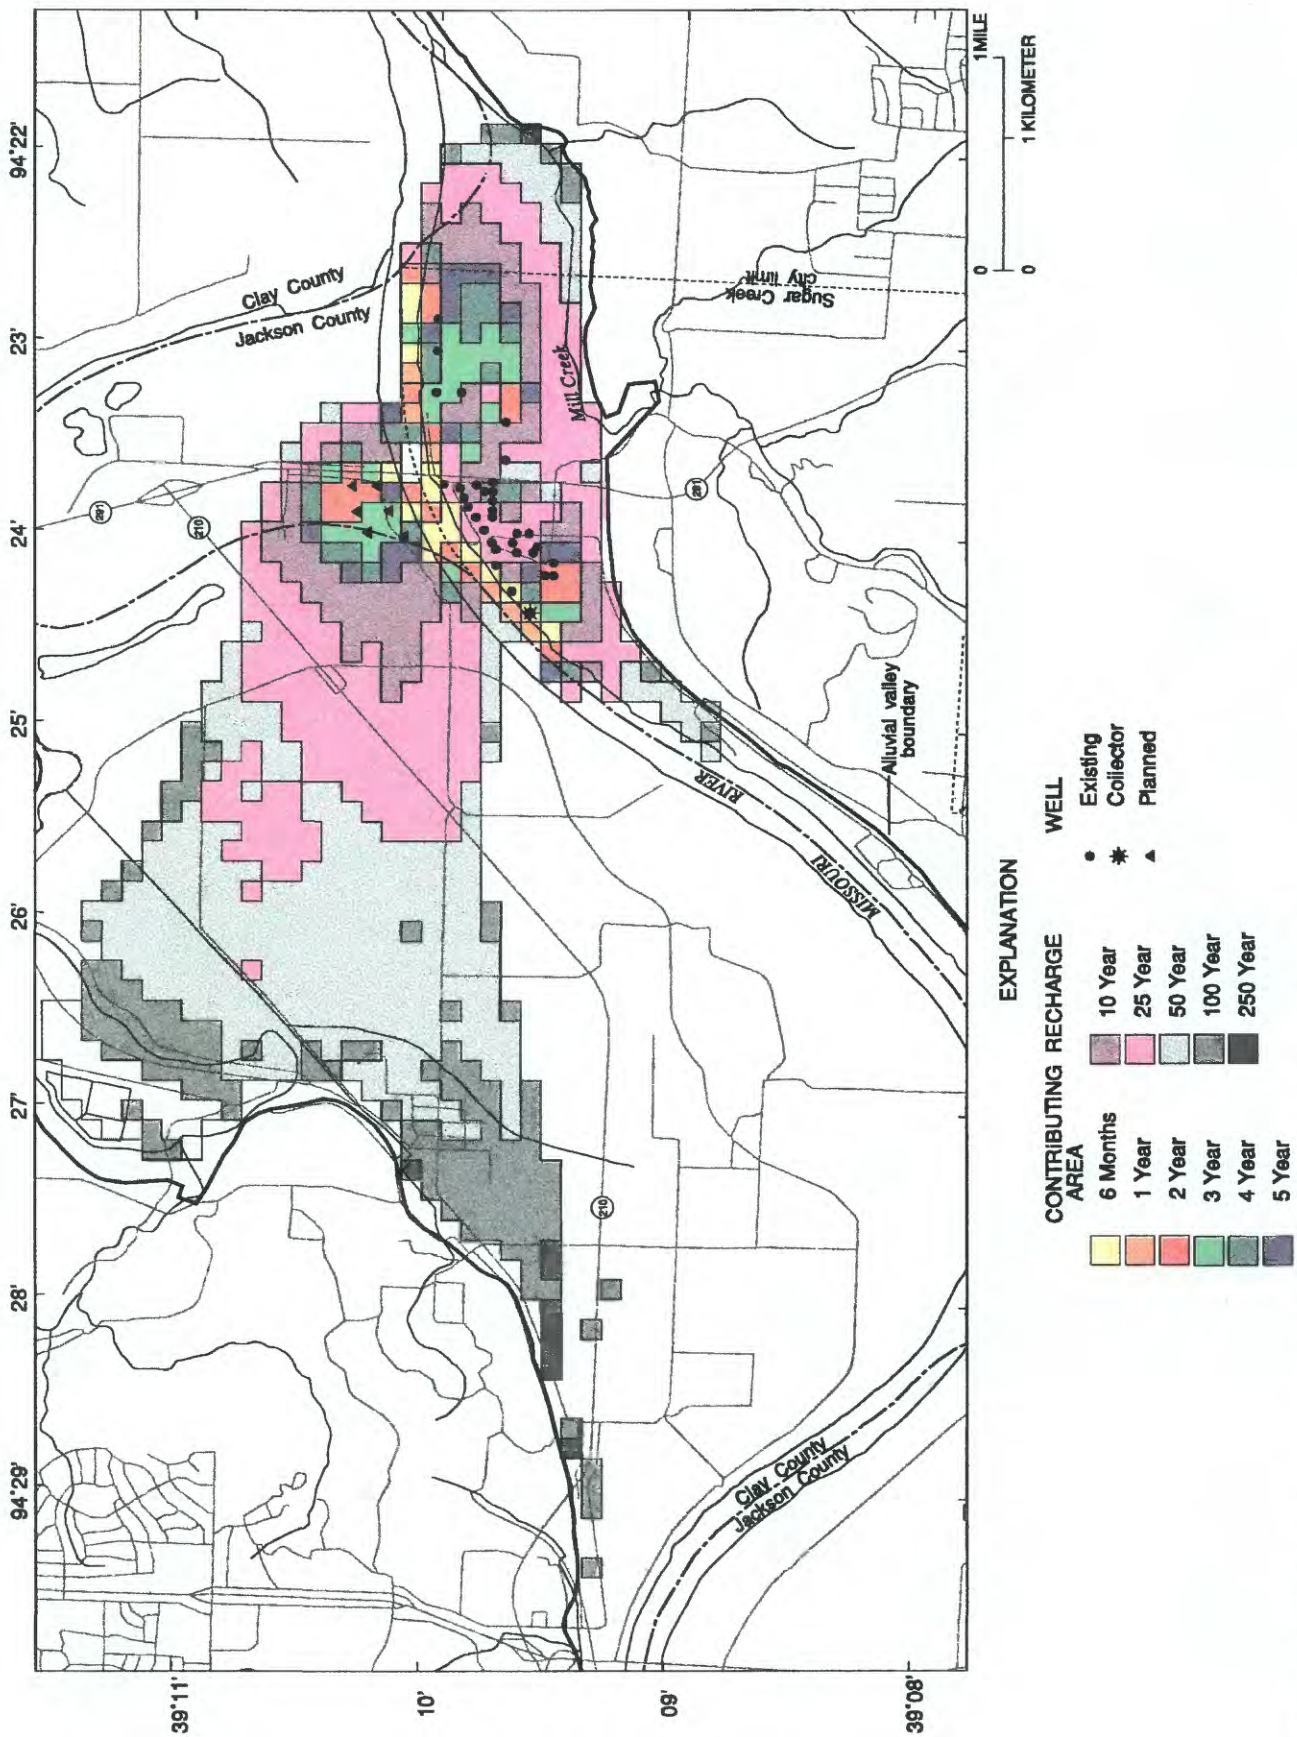 94°29'
28'
27'
26'
25'
24'
23'
94°22'
39°11'
10'
09'
39°08'
210
291
210
291
Clay County
Jackson County
Clay County
Jackson County
Mill Creek
Sugar Creek
city limit
MISSOURI
RIVER
Alluvial valley
boundary
0
1 MILE
0
1 KILOMETER
EXPLANATION
CONTRIBUTING RECHARGE
AREA
6 Months
1 Year
2 Year
3 Year
4 Year
5 Year
10 Year
25 Year
50 Year
100 Year
250 Year
WELL
Existing
Collector
Planned